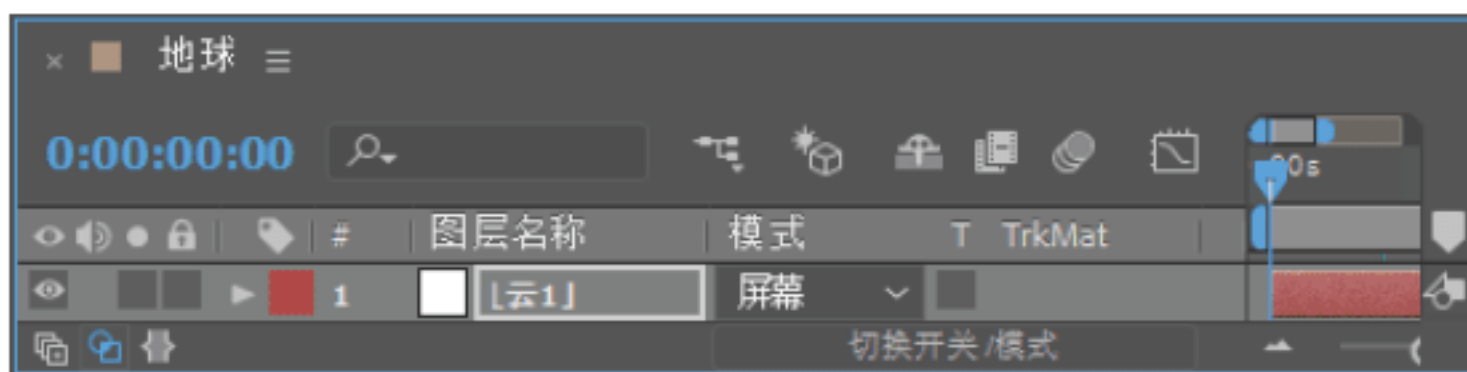 × 地球
0:00:00:00
00s
# 图层名称 模式 T TrkMat
1 [云1] 屏幕
切换开关/模式